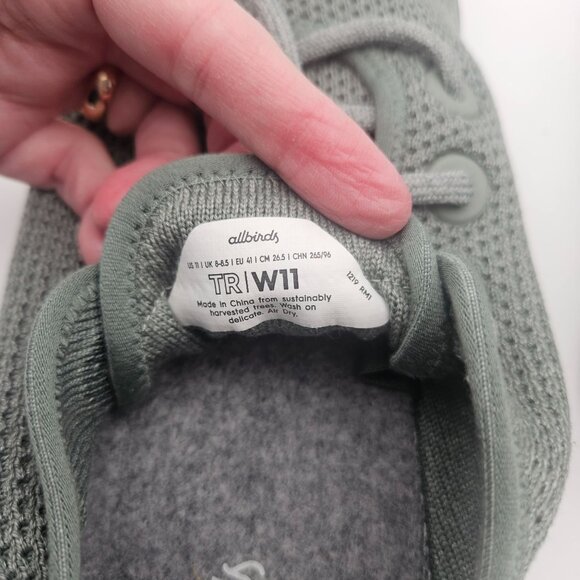 allbirds
US 11 | UK 8-8.5 | EU 41 | CM 26.5 | CHN 265/96
TR|W11
1219 RM1
Made in China from sustainably
harvested trees. Wash on
delicate. Air Dry.